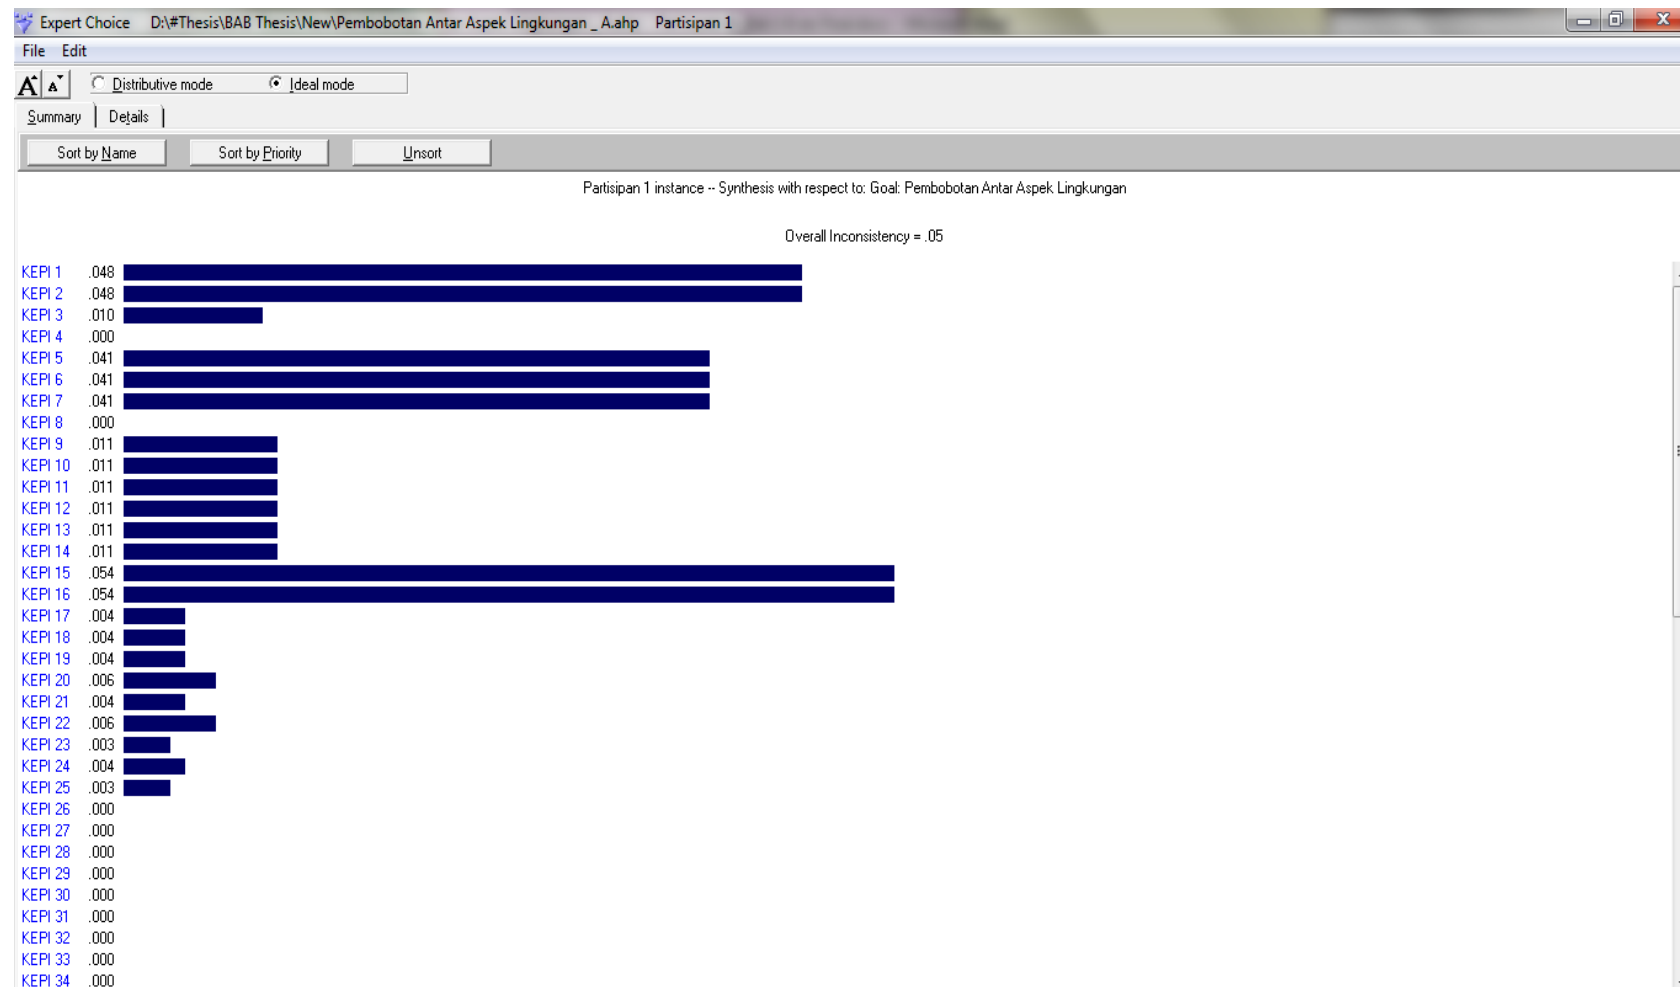 Expert Choice D:\#Thesis\BAB Thesis\New\Pembobotan Antar Aspek Lingkungan _ A.ahp Partisipan 1
File Edit
A A Distributive mode Ideal mode
Summary Details
Sort by Name Sort by Priority Unsort
Partisipan 1 instance -- Synthesis with respect to: Goal: Pembobotan Antar Aspek Lingkungan
Overall Inconsistency = .05
KEPI 1 .048
KEPI 2 .048
KEPI 3 .010
KEPI 4 .000
KEPI 5 .041
KEPI 6 .041
KEPI 7 .041
KEPI 8 .000
KEPI 9 .011
KEPI 10 .011
KEPI 11 .011
KEPI 12 .011
KEPI 13 .011
KEPI 14 .011
KEPI 15 .054
KEPI 16 .054
KEPI 17 .004
KEPI 18 .004
KEPI 19 .004
KEPI 20 .006
KEPI 21 .004
KEPI 22 .006
KEPI 23 .003
KEPI 24 .004
KEPI 25 .003
KEPI 26 .000
KEPI 27 .000
KEPI 28 .000
KEPI 29 .000
KEPI 30 .000
KEPI 31 .000
KEPI 32 .000
KEPI 33 .000
KEPI 34 .000